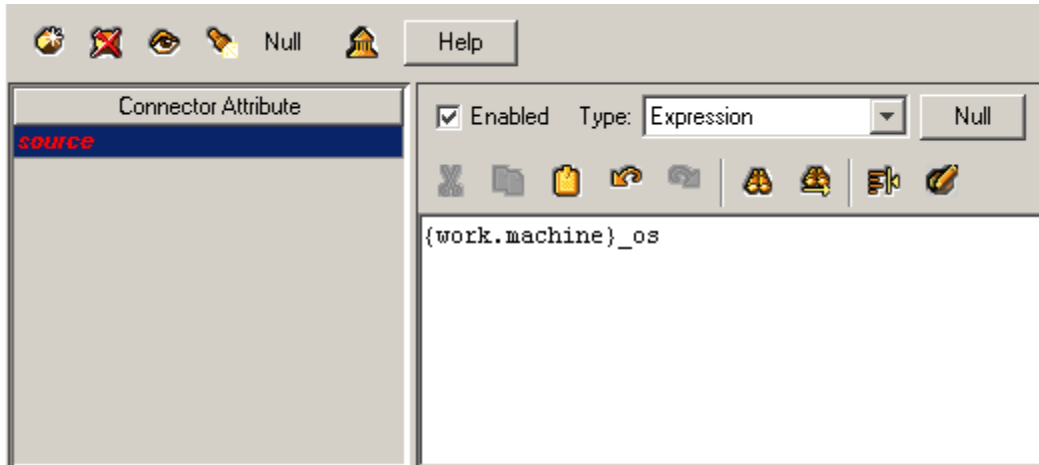 Null Help
Connector Attribute
source
Enabled Type: Expression Null
{work.machine}_os